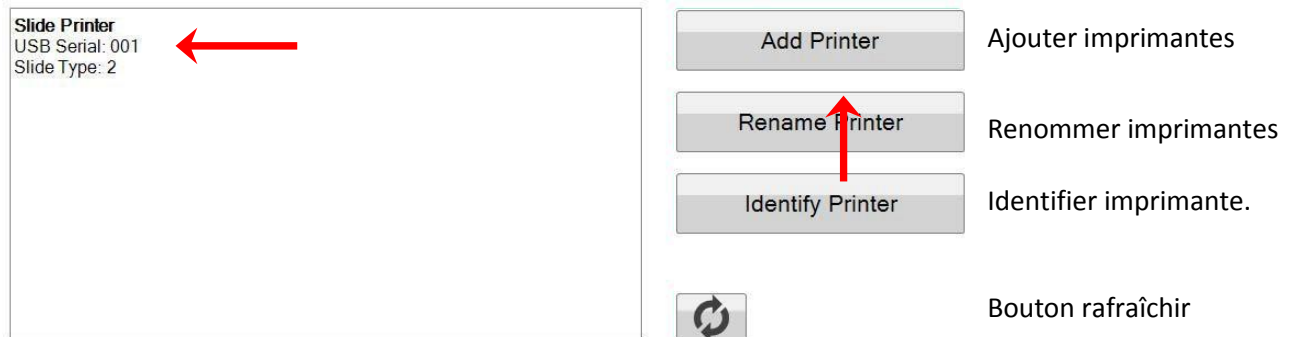 Slide Printer
USB Serial: 001
Slide Type: 2
Add Printer
Ajouter imprimantes
Rename Printer
Renommer imprimantes
Identify Printer
Identifier imprimante.
Bouton rafraîchir